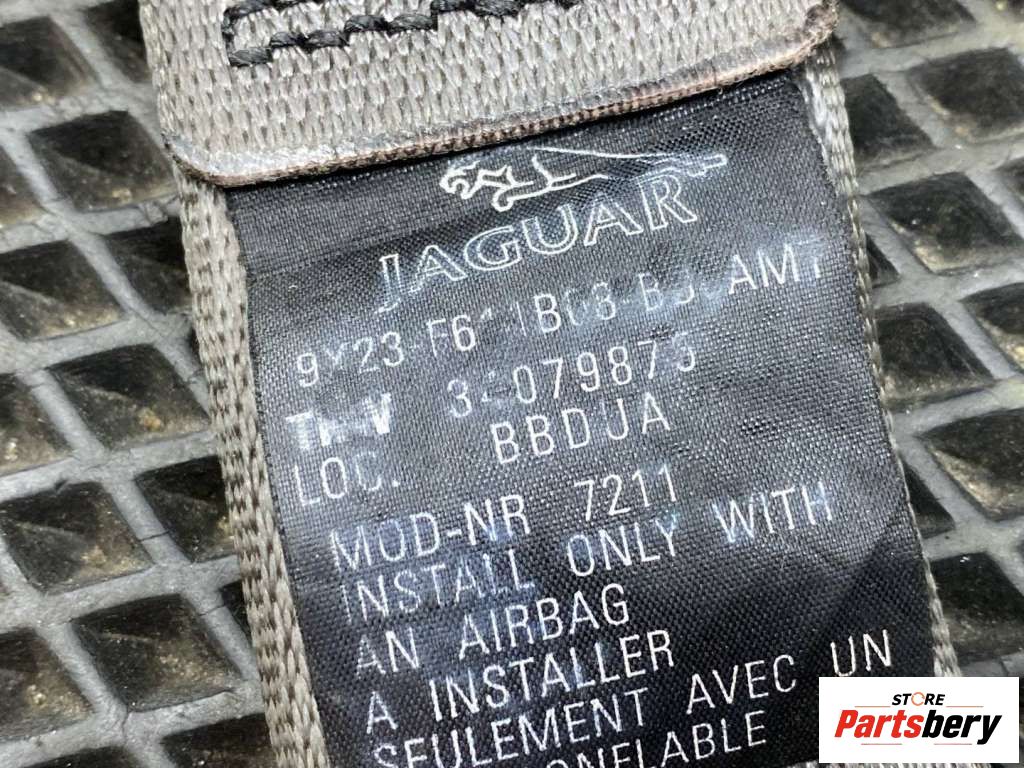 JAGUAR
LOC. BBDJA
MOD-NR 7211
INSTALL ONLY WITH
AN AIRBAG
A INSTALLER
SEULEMENT AVEC UN
STORE
Partsbery